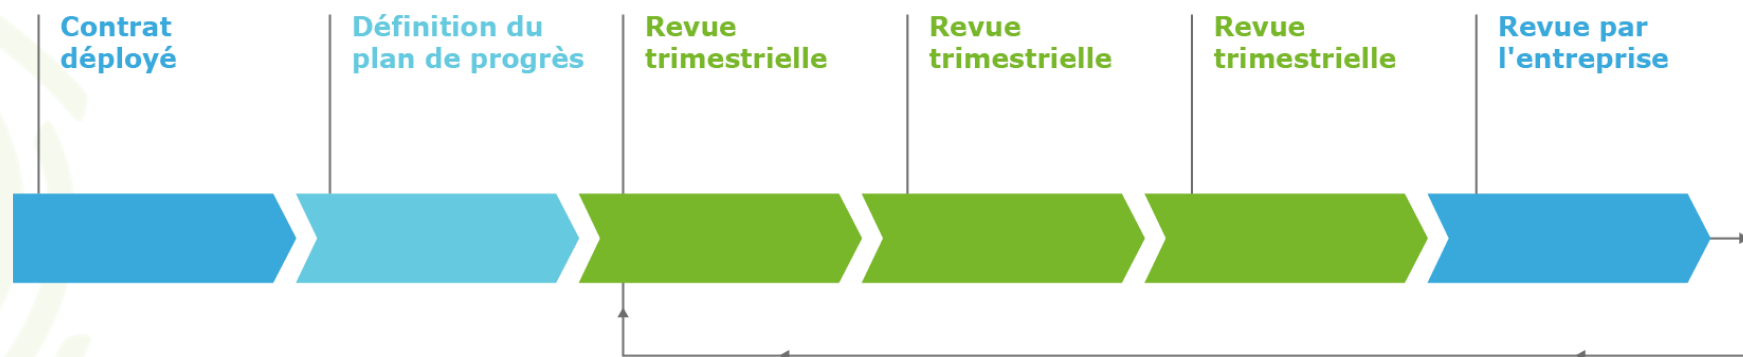 Contrat
déployé
Définition du
plan de progrès
Revue
trimestrielle
Revue
trimestrielle
Revue
trimestrielle
Revue par
l'entreprise